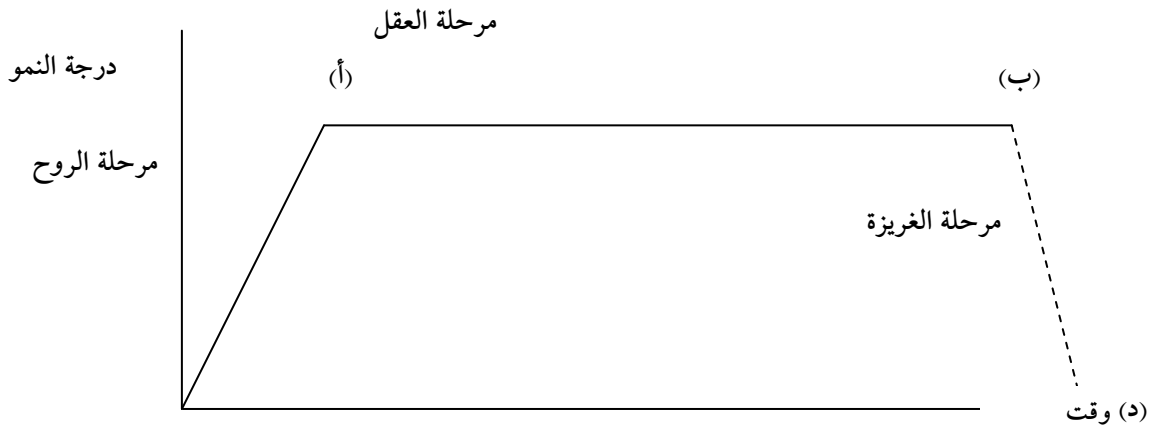 مرحلة العقل
درجة النمو
(أ)
(ب)
مرحلة الروح
مرحلة الغريزة
(د) وقت